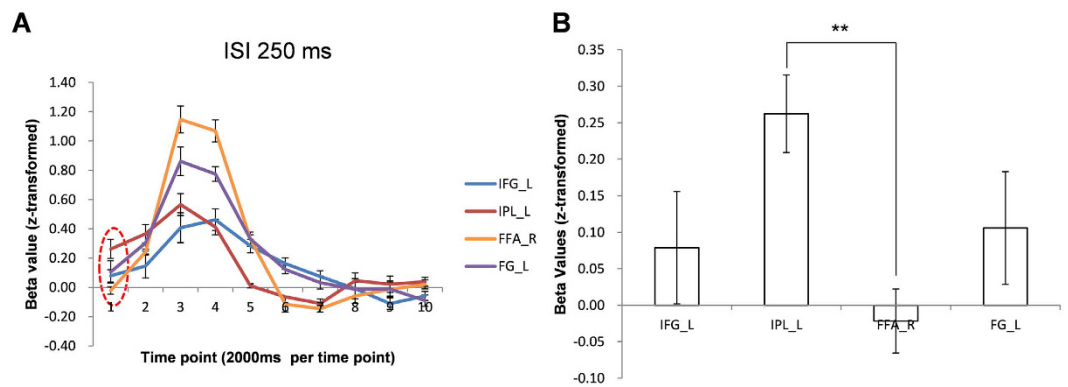 A
ISI 250 ms
Beta value (z-transformed)
1.40
1.20
1.00
0.80
0.60
0.40
0.20
0.00
-0.20
-0.40
1 2 3 4 5 6 7 8 9 10
Time point (2000ms per time point)
IFG_L
IPL_L
FFA_R
FG_L
B
**
Beta Values (z-transformed)
0.35
0.30
0.25
0.20
0.15
0.10
0.05
0.00
-0.05
-0.10
IFG_L IPL_L FFA_R FG_L